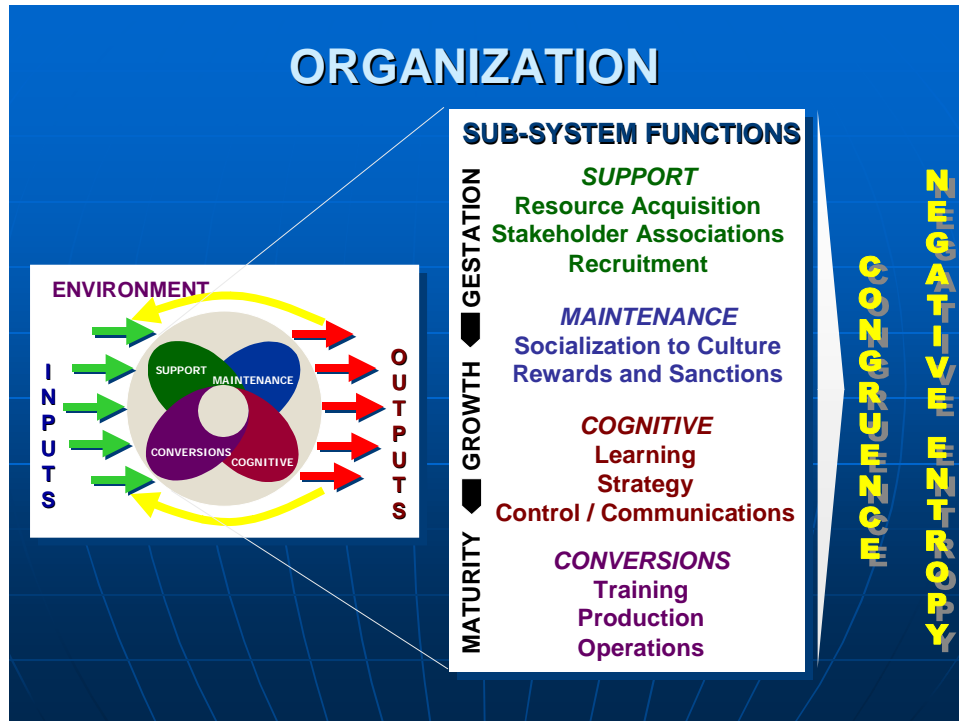 ORGANIZATION
ENVIRONMENT
INPUTS
SUPPORT
MAINTENANCE
CONVERSIONS
COGNITIVE
OUTPUTS
SUB-SYSTEM FUNCTIONS
GESTATION
GROWTH
MATURITY
SUPPORT
Resource Acquisition
Stakeholder Associations
Recruitment
MAINTENANCE
Socialization to Culture
Rewards and Sanctions
COGNITIVE
Learning
Strategy
Control / Communications
CONVERSIONS
Training
Production
Operations
CONGRUENCE
NEGATIVE ENTROPY